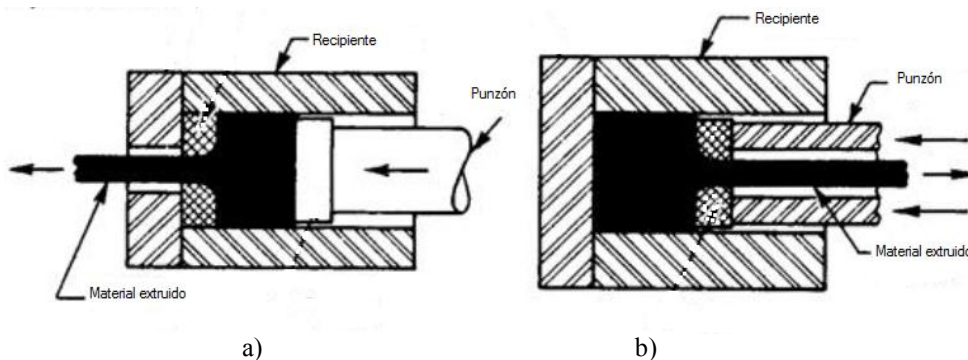 Recipiente
Punzón
Material extruido
a)
Recipiente
Punzón
Material extruido
b)